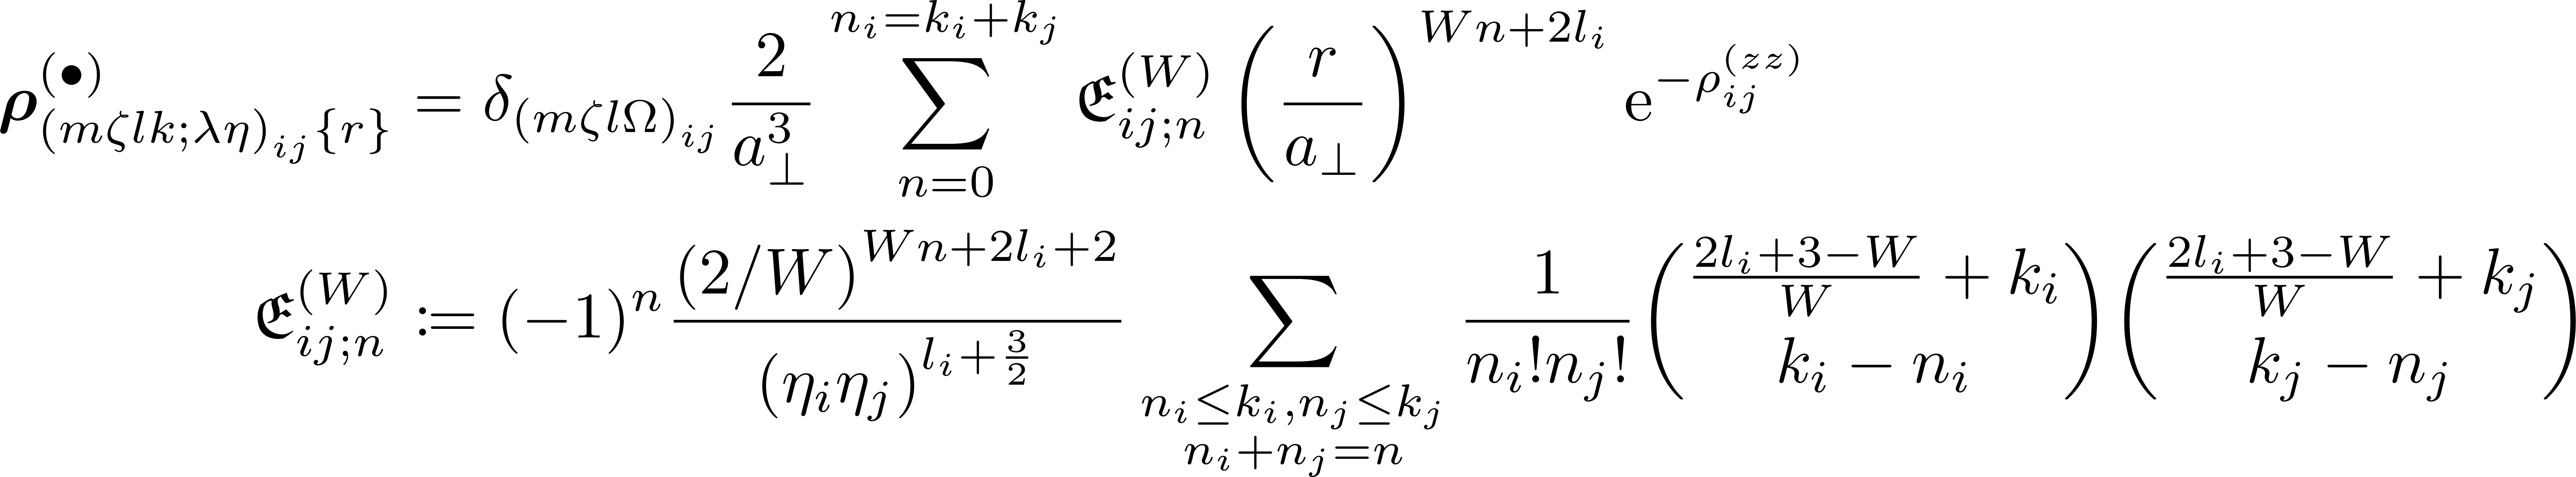 \boldsymbol{\rho}^{(\bullet)}_{(m\zeta lk;\lambda\eta)_{ij}\{r\}} = \delta_{(m\zeta l\Omega)_{ij}} \frac{2}{a_{\perp}^{3}} \sum_{n=0}^{n_i=k_i+k_j} \mathfrak{E}^{(W)}_{ij;n} \left(\frac{r}{a_{\perp}}\right)^{Wn+2l_i} \mathrm{e}^{-\rho^{(zz)}_{ij}}
\mathfrak{E}^{(W)}_{ij;n} := (-1)^n \frac{(2/W)^{Wn+2l_i+2}}{(\eta_i\eta_j)^{l_i+\frac{3}{2}}} \sum_{\substack{n_i\leq k_i,n_j\leq k_j\\n_i+n_j=n}} \frac{1}{n_i!n_j!} \binom{\frac{2l_i+3-W}{W}+k_i}{k_i-n_i} \binom{\frac{2l_i+3-W}{W}+k_j}{k_j-n_j}